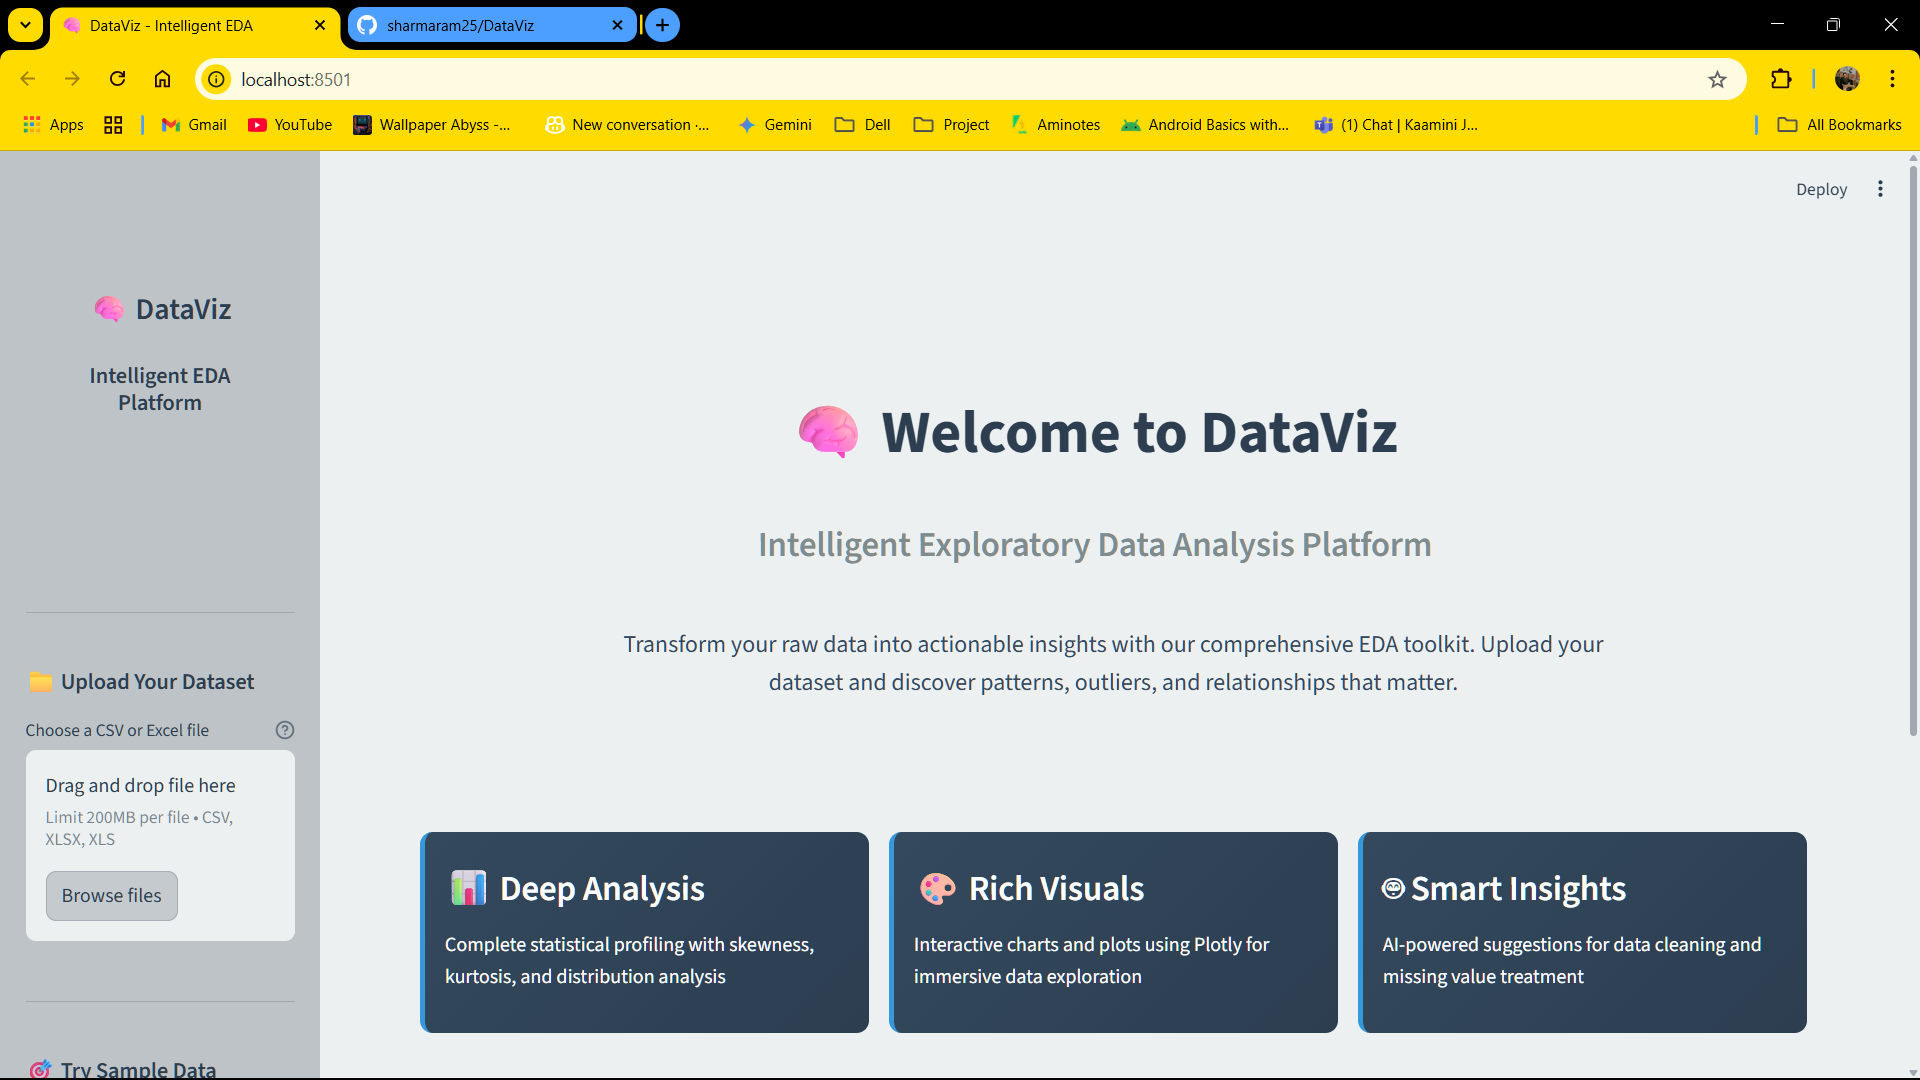 DataViz - Intelligent EDA
sharmaram25/DataViz
localhost:8501
Apps
Gmail
YouTube
Wallpaper Abyss -...
New conversation ·...
Gemini
Dell
Project
Aminotes
Android Basics with...
(1) Chat | Kaamini J...
All Bookmarks
Deploy
DataViz
Intelligent EDA
Platform
Upload Your Dataset
Choose a CSV or Excel file
Drag and drop file here
Limit 200MB per file • CSV,
XLSX, XLS
Browse files
Try Sample Data
Welcome to DataViz
Intelligent Exploratory Data Analysis Platform
Transform your raw data into actionable insights with our comprehensive EDA toolkit. Upload your
dataset and discover patterns, outliers, and relationships that matter.
Deep Analysis
Complete statistical profiling with skewness,
kurtosis, and distribution analysis
Rich Visuals
Interactive charts and plots using Plotly for
immersive data exploration
Smart Insights
AI-powered suggestions for data cleaning and
missing value treatment